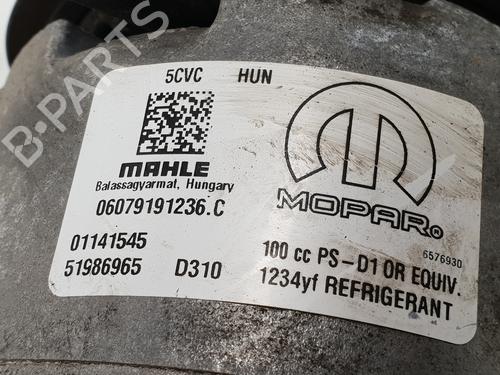 5CVC HUN
MAHLE
Balassagyarmat, Hungary
06079191236.C
01141545
51986965 D310
MOPAR®
6576930
100 cc PS-D1 OR EQUIV.
1234yf REFRIGERANT
B-PARTS